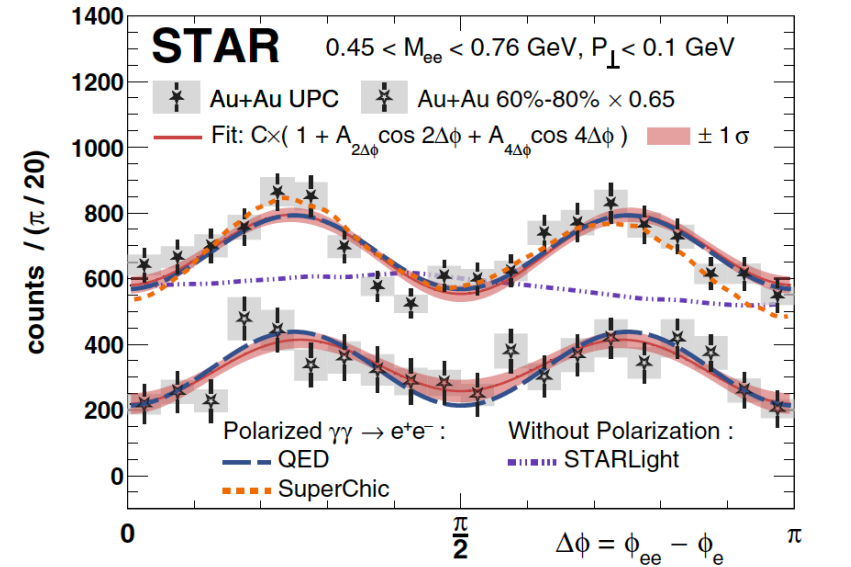 STAR 0.45 < Mee < 0.76 GeV, P⊥ < 0.1 GeV
Au+Au UPC Au+Au 60%-80% × 0.65
Fit: C×( 1 + A2Δϕcos 2Δϕ + A4Δϕcos 4Δϕ ) ± 1 σ
1400
1200
1000
800
600
400
200
0
counts / (π / 20)
Polarized γγ → e⁺e⁻ : Without Polarization :
QED STARLight
SuperChic
0 π/2 π
Δϕ = ϕee − ϕe